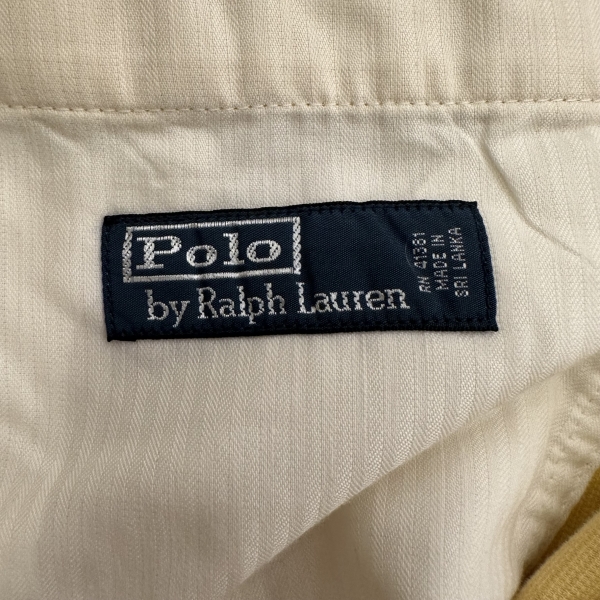 Polo
by Ralph Lauren
RN 41381
MADE IN
SRI LANKA